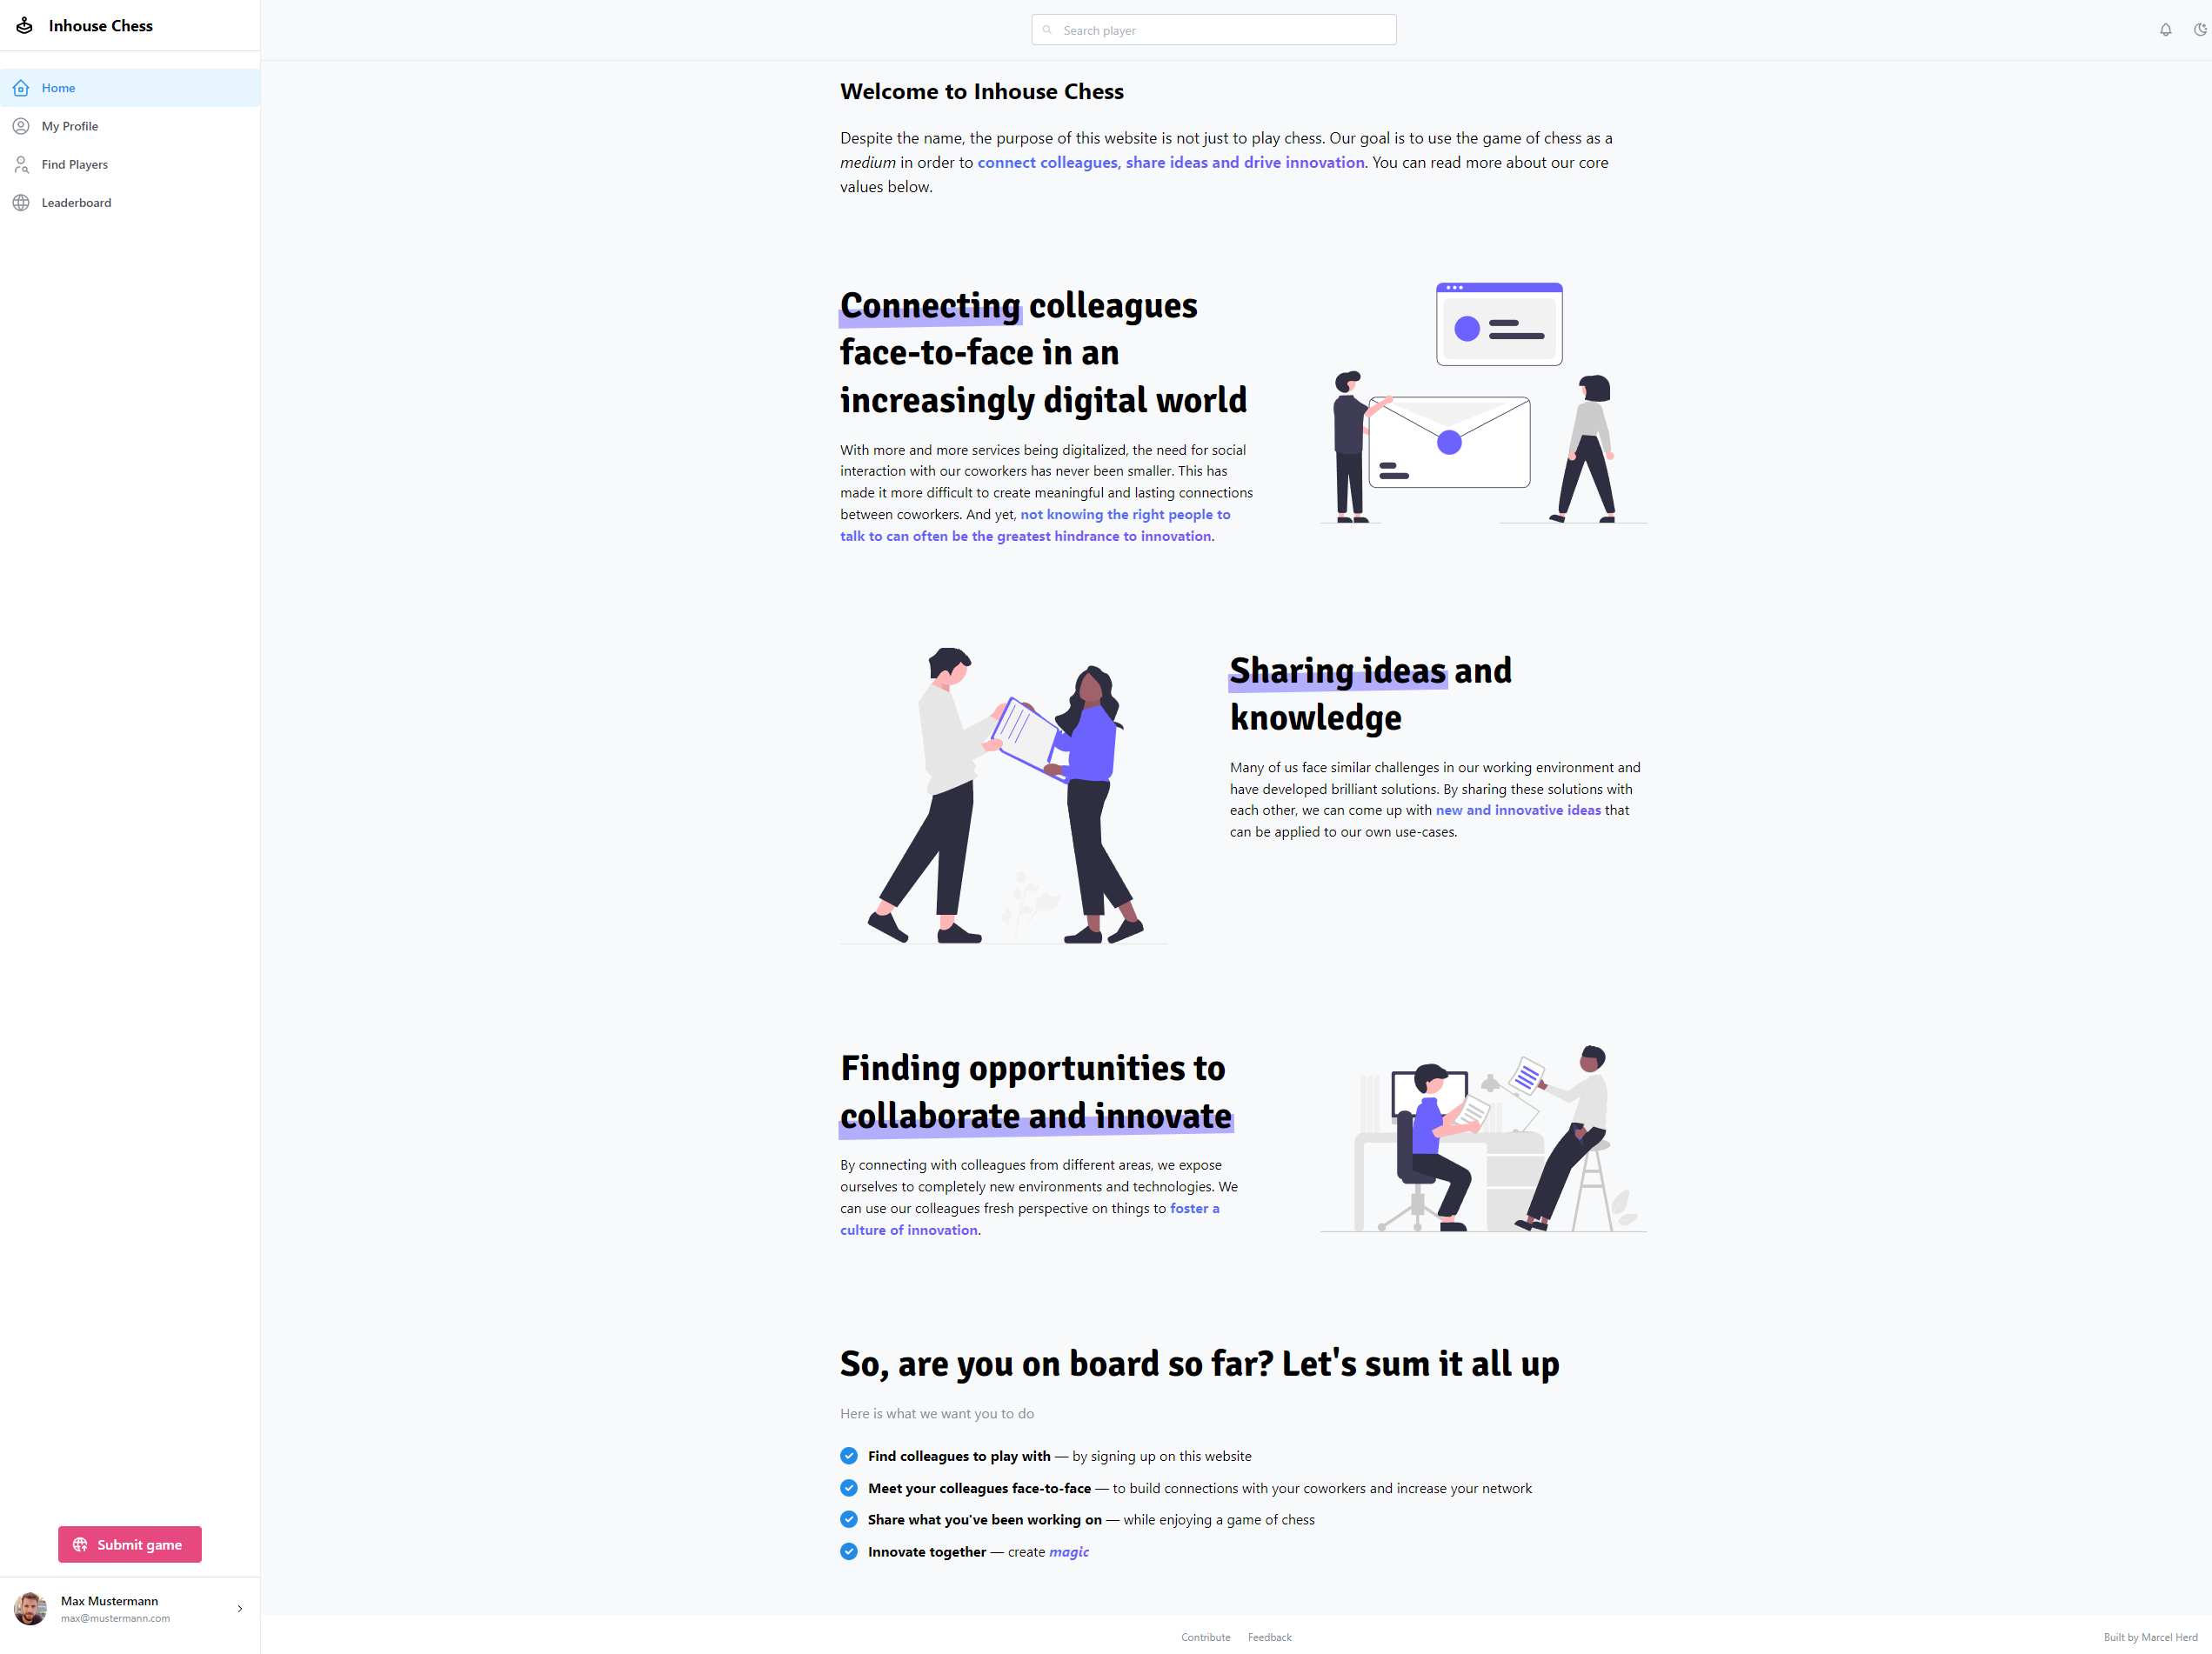 Inhouse Chess
Search player
Home
My Profile
Find Players
Leaderboard
Welcome to Inhouse Chess
Despite the name, the purpose of this website is not just to play chess. Our goal is to use the game of chess as a
medium in order to connect colleagues, share ideas and drive innovation. You can read more about our core
values below.
Connecting colleagues
face-to-face in an
increasingly digital world
With more and more services being digitalized, the need for social
interaction with our coworkers has never been smaller. This has
made it more difficult to create meaningful and lasting connections
between coworkers. And yet, not knowing the right people to
talk to can often be the greatest hindrance to innovation.
Sharing ideas and
knowledge
Many of us face similar challenges in our working environment and
have developed brilliant solutions. By sharing these solutions with
each other, we can come up with new and innovative ideas that
can be applied to our own use-cases.
Finding opportunities to
collaborate and innovate
By connecting with colleagues from different areas, we expose
ourselves to completely new environments and technologies. We
can use our colleagues fresh perspective on things to foster a
culture of innovation.
So, are you on board so far? Let's sum it all up
Here is what we want you to do
Find colleagues to play with — by signing up on this website
Meet your colleagues face-to-face — to build connections with your coworkers and increase your network
Share what you've been working on — while enjoying a game of chess
Innovate together — create magic
Submit game
Max Mustermann
max@mustermann.com
Contribute Feedback
Built by Marcel Herd